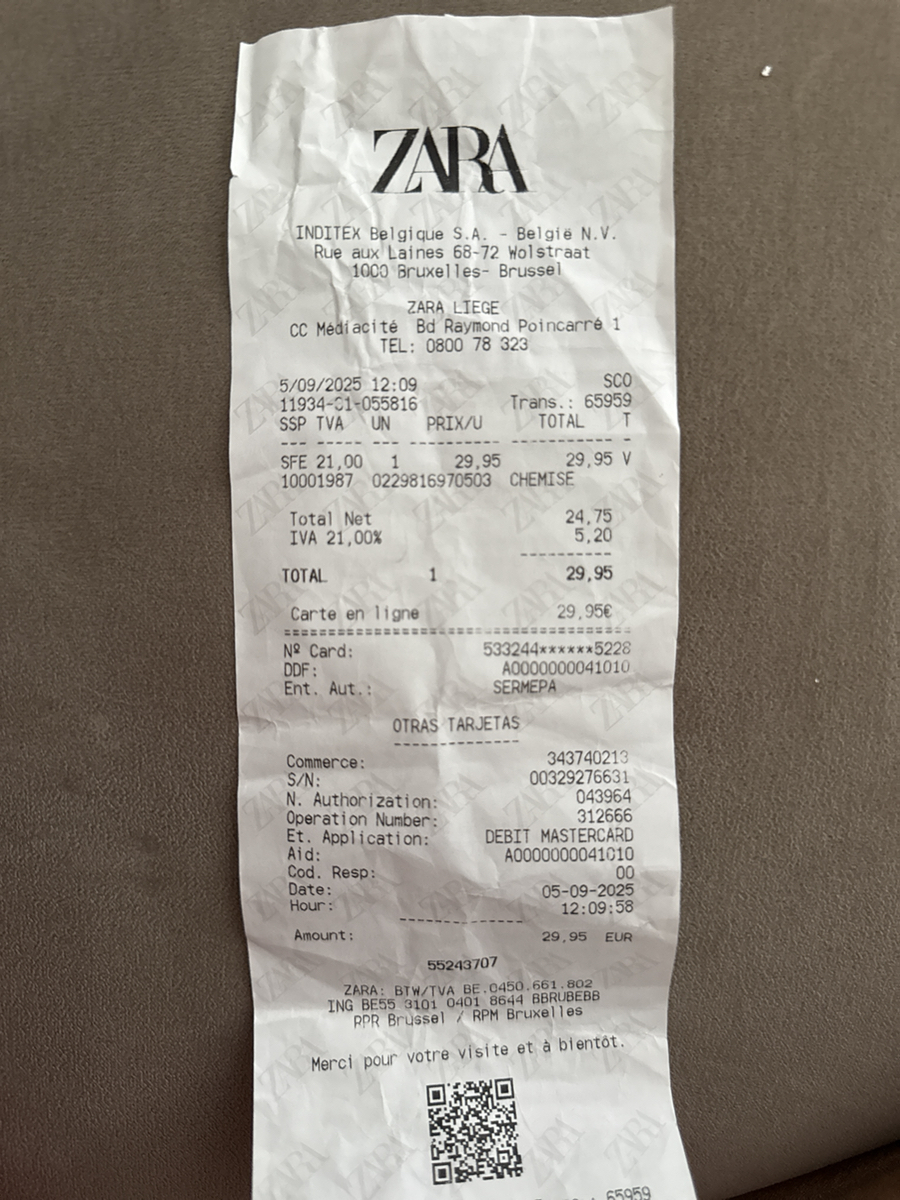 ZARA
INDITEX Belgique S.A. - België N.V.
Rue aux Laines 68-72 Wolstraat
1000 Bruxelles- Brussel
ZARA LIEGE
CC Médiacité Bd Raymond Poincarré 1
TEL: 0800 78 323
5/09/2025 12:09 SCO
11934-01-055816 Trans.: 65959
SSP TVA UN PRIX/U TOTAL T
--- --- -- ---------- ---------- -
SFE 21,00 1 29,95 29,95 V
10001987 0229816970503 CHEMISE
Total Net 24,75
IVA 21,00% 5,20
----------
TOTAL 1 29,95
Carte en ligne 29,95€
======================================
Nº Card: 533244******5228
DDF: A0000000041010
Ent. Aut.: SERMEPA
OTRAS TARJETAS
--------------
Commerce: 343740213
S/N: 00329276631
N. Authorization: 043964
Operation Number: 312666
Et. Application: DEBIT MASTERCARD
Aid: A0000000041010
Cod. Resp: 00
Date: 05-09-2025
Hour: 12:09:58
--------------
Amount: 29,95 EUR
55243707
ZARA: BTW/TVA BE.0450.661.802
ING BE55 3101 0401 8644 BBRUBEBB
RPR Brussel / RPM Bruxelles
Merci pour votre visite et à bientôt.
: 65959